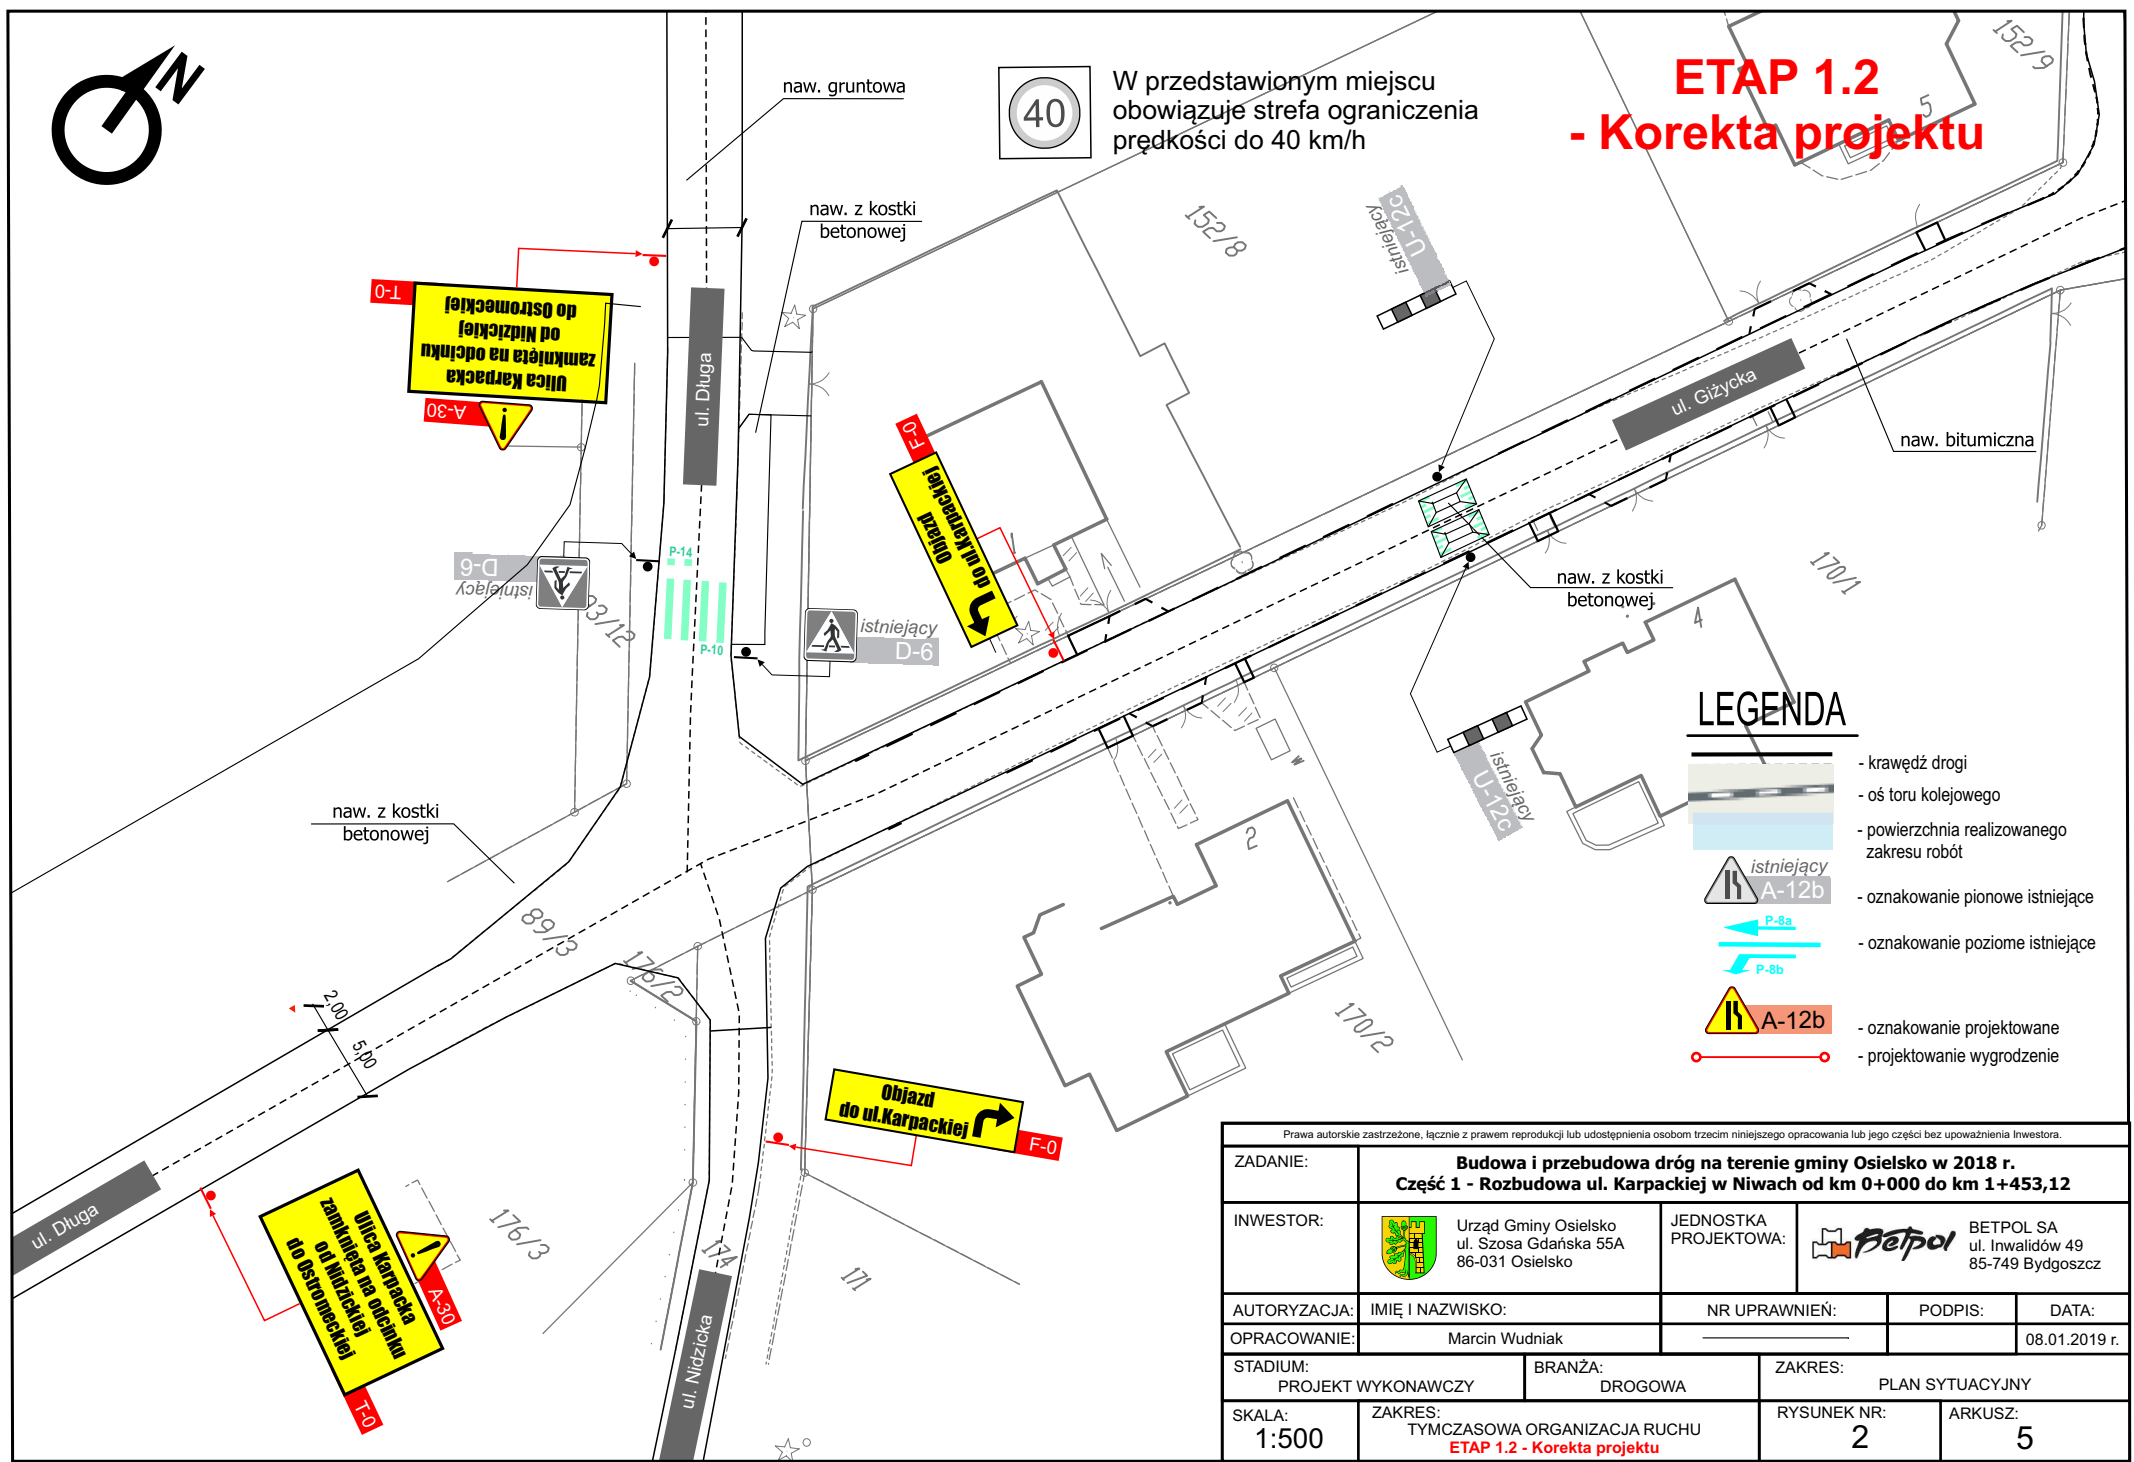 N
naw. gruntowa
40
W przedstawionym miejscu
obowiązuje strefa ograniczenia
prędkości do 40 km/h
ETAP 1.2
- Korekta projektu
152/9
5
naw. z kostki
betonowej
152/8
istniejący
U-12c
T-0
Ulica Karpacka
zamknięta na odcinku
od Nidzickiej
do Ostromeckiej
A-30
ul. Długa
F-0
Objazd
do ul.Karpackiej
1
ul. Giżycka
naw. bitumiczna
D-6
istniejący
P-14
P-10
istniejący
D-6
naw. z kostki
betonowej
170/1
4
istniejący
U-12c
2
naw. z kostki
betonowej
89/3
176/2
2,00
5,00
170/2
LEGENDA
- krawędź drogi
- oś toru kolejowego
- powierzchnia realizowanego
zakresu robót
istniejący
A-12b
- oznakowanie pionowe istniejące
P-8a
- oznakowanie poziome istniejące
P-8b
A-12b
- oznakowanie projektowane
- projektowanie wygrodzenie
Objazd
do ul.Karpackiej
F-0
ul. Długa
Ulica Karpacka
zamknięta na odcinku
od Nidzickiej
do Ostromeckiej
A-30
T-0
176/3
174
171
ul. Nidzicka
Prawa autorskie zastrzeżone, łącznie z prawem reprodukcji lub udostępnienia osobom trzecim niniejszego opracowania lub jego części bez upoważnienia Inwestora.
ZADANIE:
Budowa i przebudowa dróg na terenie gminy Osielsko w 2018 r.
Część 1 - Rozbudowa ul. Karpackiej w Niwach od km 0+000 do km 1+453,12
INWESTOR:
Urząd Gminy Osielsko
ul. Szosa Gdańska 55A
86-031 Osielsko
JEDNOSTKA
PROJEKTOWA:
Betpol
BETPOL SA
ul. Inwalidów 49
85-749 Bydgoszcz
AUTORYZACJA:
IMIĘ I NAZWISKO:
NR UPRAWNIEŃ:
PODPIS:
DATA:
OPRACOWANIE:
Marcin Wudniak
08.01.2019 r.
STADIUM:
PROJEKT WYKONAWCZY
BRANŻA:
DROGOWA
ZAKRES:
PLAN SYTUACYJNY
SKALA:
1:500
ZAKRES:
TYMCZASOWA ORGANIZACJA RUCHU
ETAP 1.2 - Korekta projektu
RYSUNEK NR:
2
ARKUSZ:
5